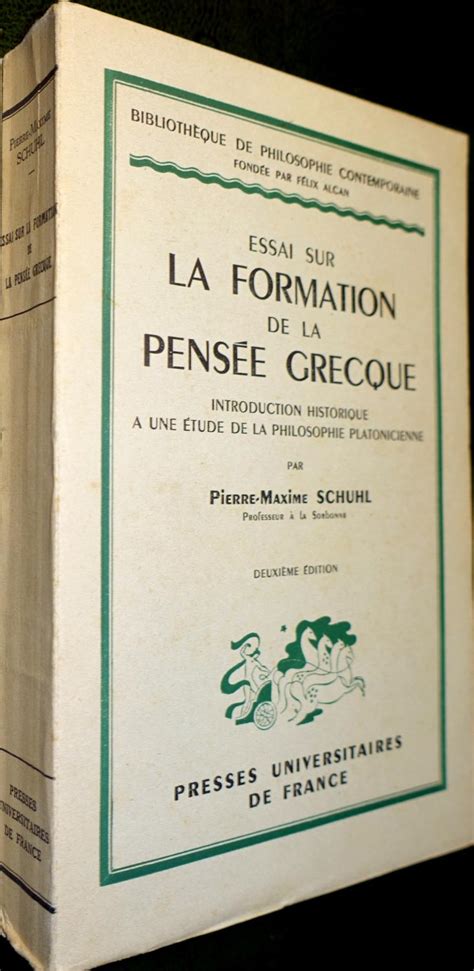 PIERRE-MAXIME
SCHUHL
ESSAI SUR LA FORMATION
DE
LA PENSÉE GRECQUE
PRESSES
UNIVERSITAIRES
DE FRANCE
BIBLIOTHÈQUE DE PHILOSOPHIE CONTEMPORAINE
FONDÉE PAR FÉLIX ALCAN
ESSAI SUR
LA FORMATION
DE LA
PENSÉE GRECQUE
INTRODUCTION HISTORIQUE
A UNE ÉTUDE DE LA PHILOSOPHIE PLATONICIENNE
PAR
PIERRE-MAXIME SCHUHL
Professeur à la Sorbonne
DEUXIÈME ÉDITION
PRESSES UNIVERSITAIRES
DE FRANCE